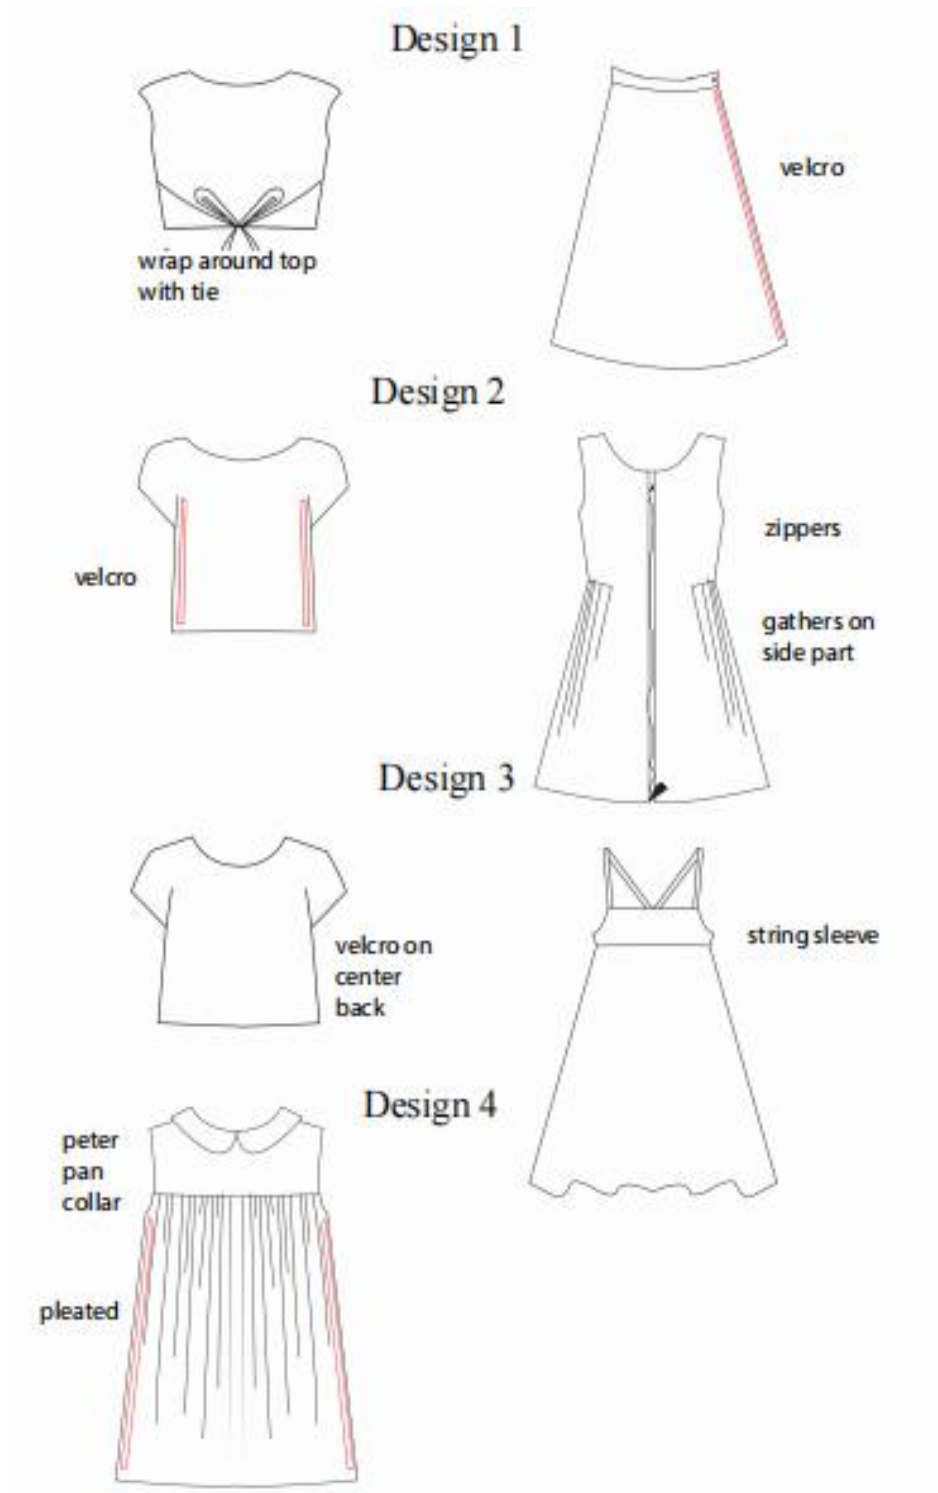 Design 1
velcro
wrap around top
with tie
Design 2
velcro
zippers
gathers on
side part
Design 3
velcro on
center
back
string sleeve
Design 4
peter
pan
collar
pleated